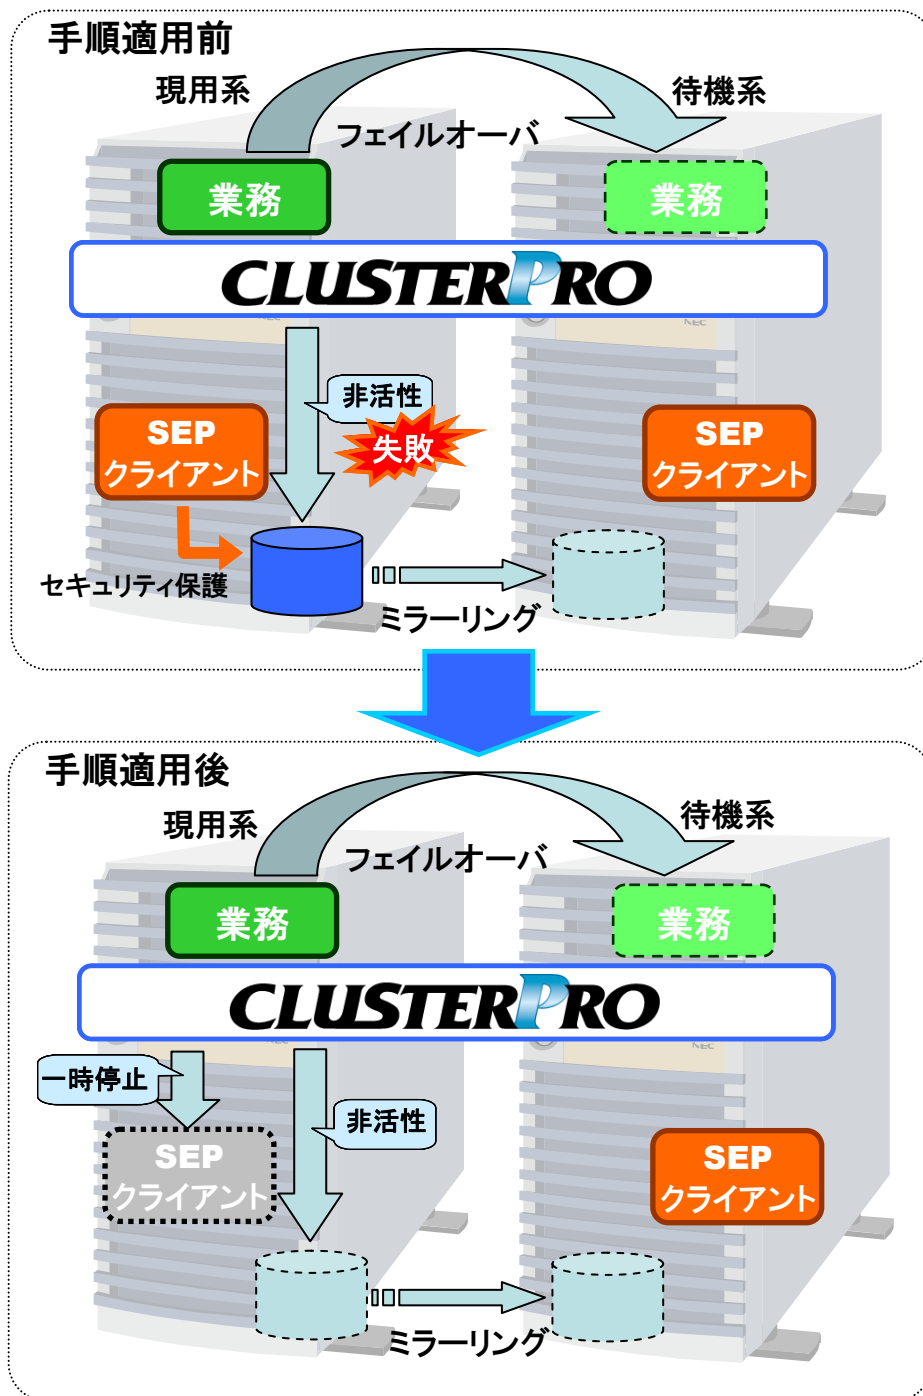 手順適用前
現用系
待機系
フェイルオーバ
業務
業務
CLUSTERPRO
NEC
NEC
非活性
失敗
SEP
クライアント
SEP
クライアント
セキュリティ保護
ミラーリング
手順適用後
現用系
待機系
フェイルオーバ
業務
業務
CLUSTERPRO
NEC
一時停止
非活性
SEP
クライアント
SEP
クライアント
ミラーリング